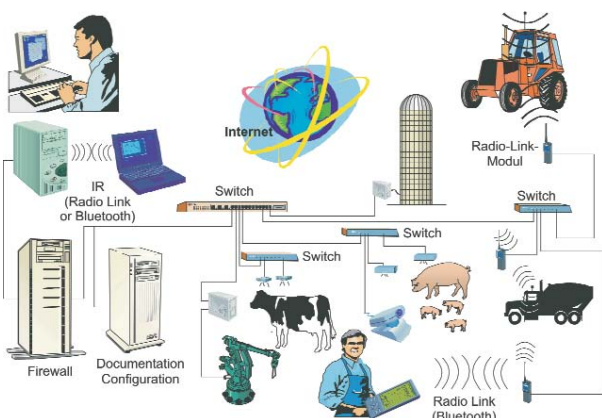 Internet
Radio-Link-
Modul
IR
(Radio Link
or Bluetooth)
Switch
Switch
Switch
Switch
Firewall
Documentation
Configuration
Radio Link
(Bluetooth)